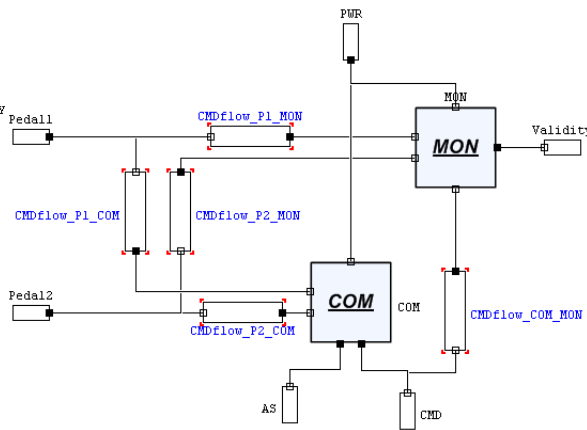 PWR
MON
Y
Pedal1
CMDflow_P1_MON
MON
Validity
CMDflow_P1_COM
CMDflow_P2_MON
Pedal2
COM
COM
CMDflow_COM_MON
CMDflow_P2_COM
AS
CMD